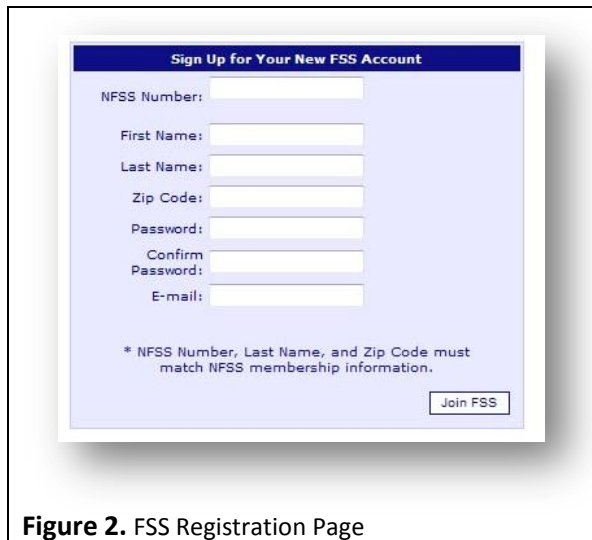 Sign Up for Your New FSS Account
NFSS Number:
First Name:
Last Name:
Zip Code:
Password:
Confirm
Password:
E-mail:
* NFSS Number, Last Name, and Zip Code must
match NFSS membership information.
Join FSS
Figure 2. FSS Registration Page